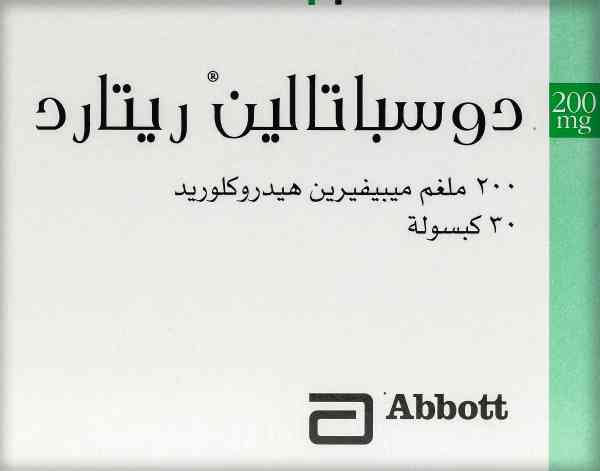 دوسباتالين® ريتارد
200
mg
٢٠٠ ملغم ميبيفيرين هيدروكلوريد
٣٠ كبسولة
Abbott